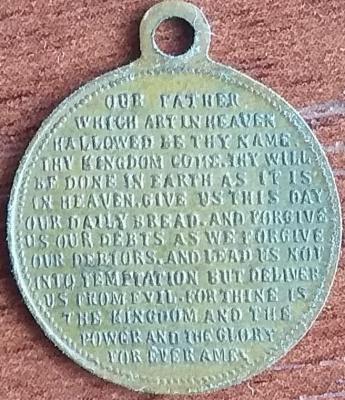 OUR FATHER
WHICH ART IN HEAVEN
HALLOWED BE THY NAME
THY KINGDOM COME. THY WILL
BE DONE IN EARTH AS IT IS
IN HEAVEN. GIVE US THIS DAY
OUR DAILY BREAD. AND FORGIVE
US OUR DEBTS AS WE FORGIVE
OUR DEBTORS. AND LEAD US NOT
INTO TEMPTATION BUT DELIVER
US FROM EVIL. FOR THINE IS
THE KINGDOM AND THE
POWER AND THE GLORY
FOR EVER AME